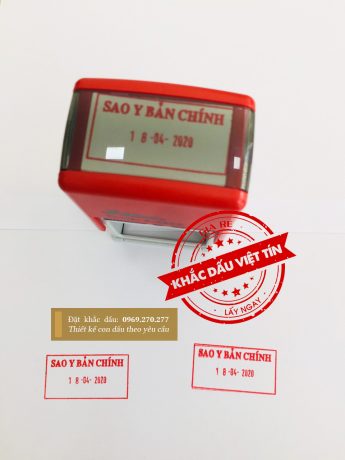 SAO Y BẢN CHÍNH
1 8 -04- 2020
GIÁ RẺ
KHẮC DẤU VIỆT TÍN
LẤY NGAY
Đặt khắc dấu: 0969.270.277
Thiết kế con dấu theo yêu cầu
SAO Y BẢN CHÍNH
1 8 -04- 2020
SAO Y BẢN CHÍNH
1 8 -04- 2020